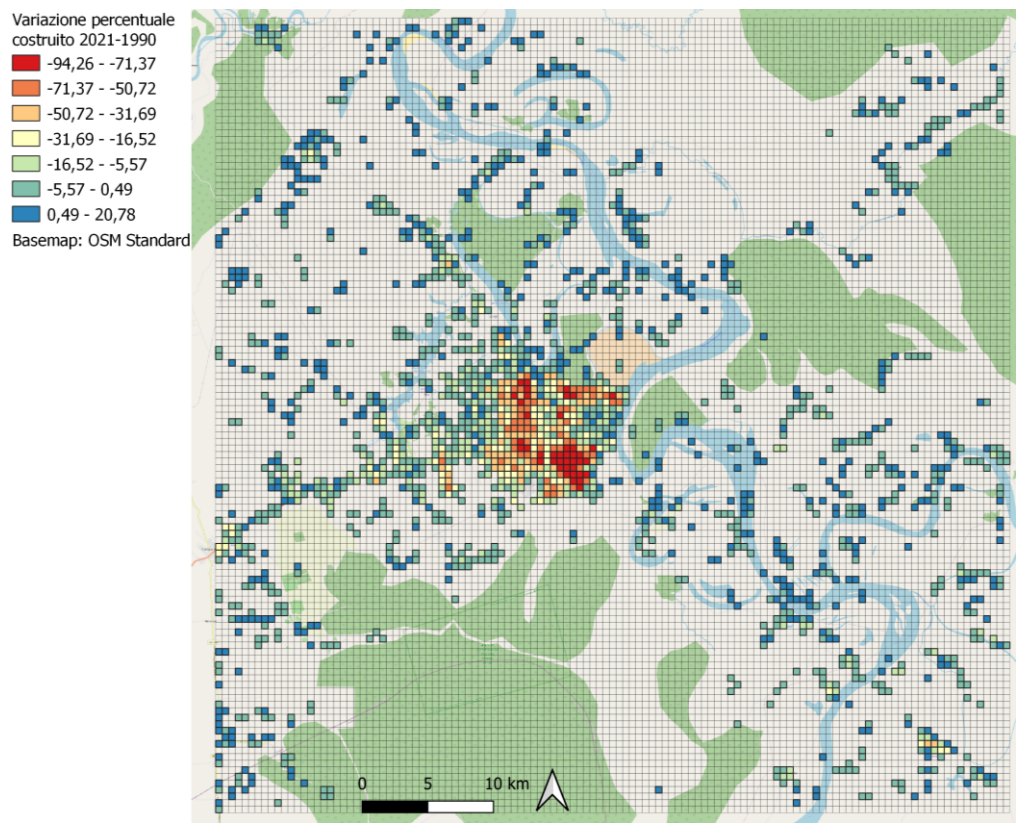 Variazione percentuale
costruito 2021-1990
-94,26 - -71,37
-71,37 - -50,72
-50,72 - -31,69
-31,69 - -16,52
-16,52 - -5,57
-5,57 - 0,49
0,49 - 20,78
Basemap: OSM Standard
0 5 10 km